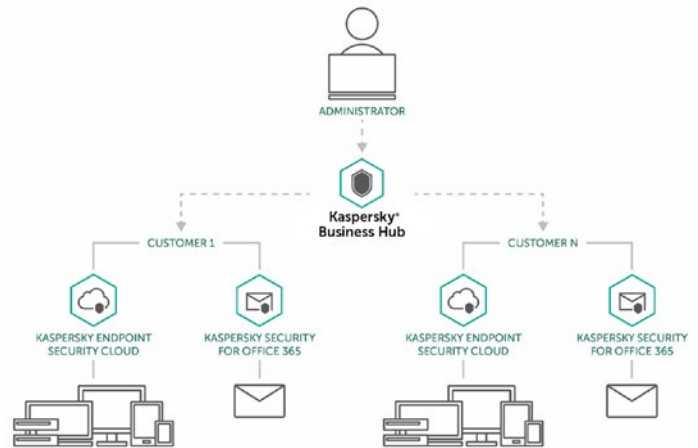 ADMINISTRATOR
Kaspersky®
Business Hub
CUSTOMER 1
CUSTOMER N
KASPERSKY ENDPOINT
SECURITY CLOUD
KASPERSKY SECURITY
FOR OFFICE 365
KASPERSKY ENDPOINT
SECURITY CLOUD
KASPERSKY SECURITY
FOR OFFICE 365